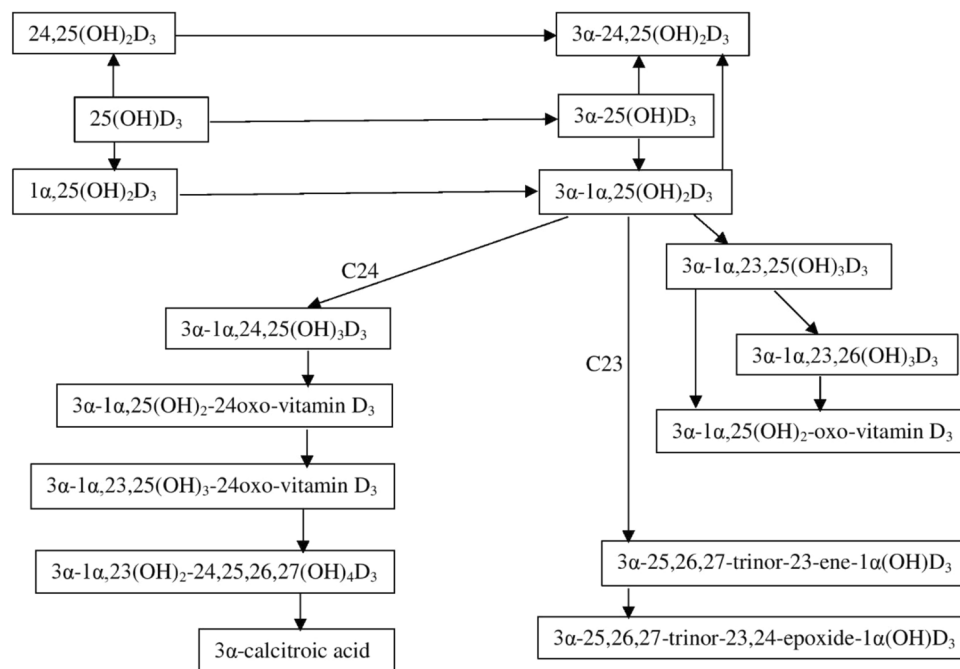 24,25(OH)₂D₃
3α-24,25(OH)₂D₃
25(OH)D₃
3α-25(OH)D₃
1α,25(OH)₂D₃
3α-1α,25(OH)₂D₃
3α-1α,23,25(OH)₃D₃
C24
3α-1α,24,25(OH)₃D₃
3α-1α,23,26(OH)₃D₃
C23
3α-1α,25(OH)₂-24oxo-vitamin D₃
3α-1α,25(OH)₂-oxo-vitamin D₃
3α-1α,23,25(OH)₃-24oxo-vitamin D₃
3α-25,26,27-trinor-23-ene-1α(OH)D₃
3α-1α,23(OH)₂-24,25,26,27(OH)₄D₃
3α-25,26,27-trinor-23,24-epoxide-1α(OH)D₃
3α-calcitroic acid